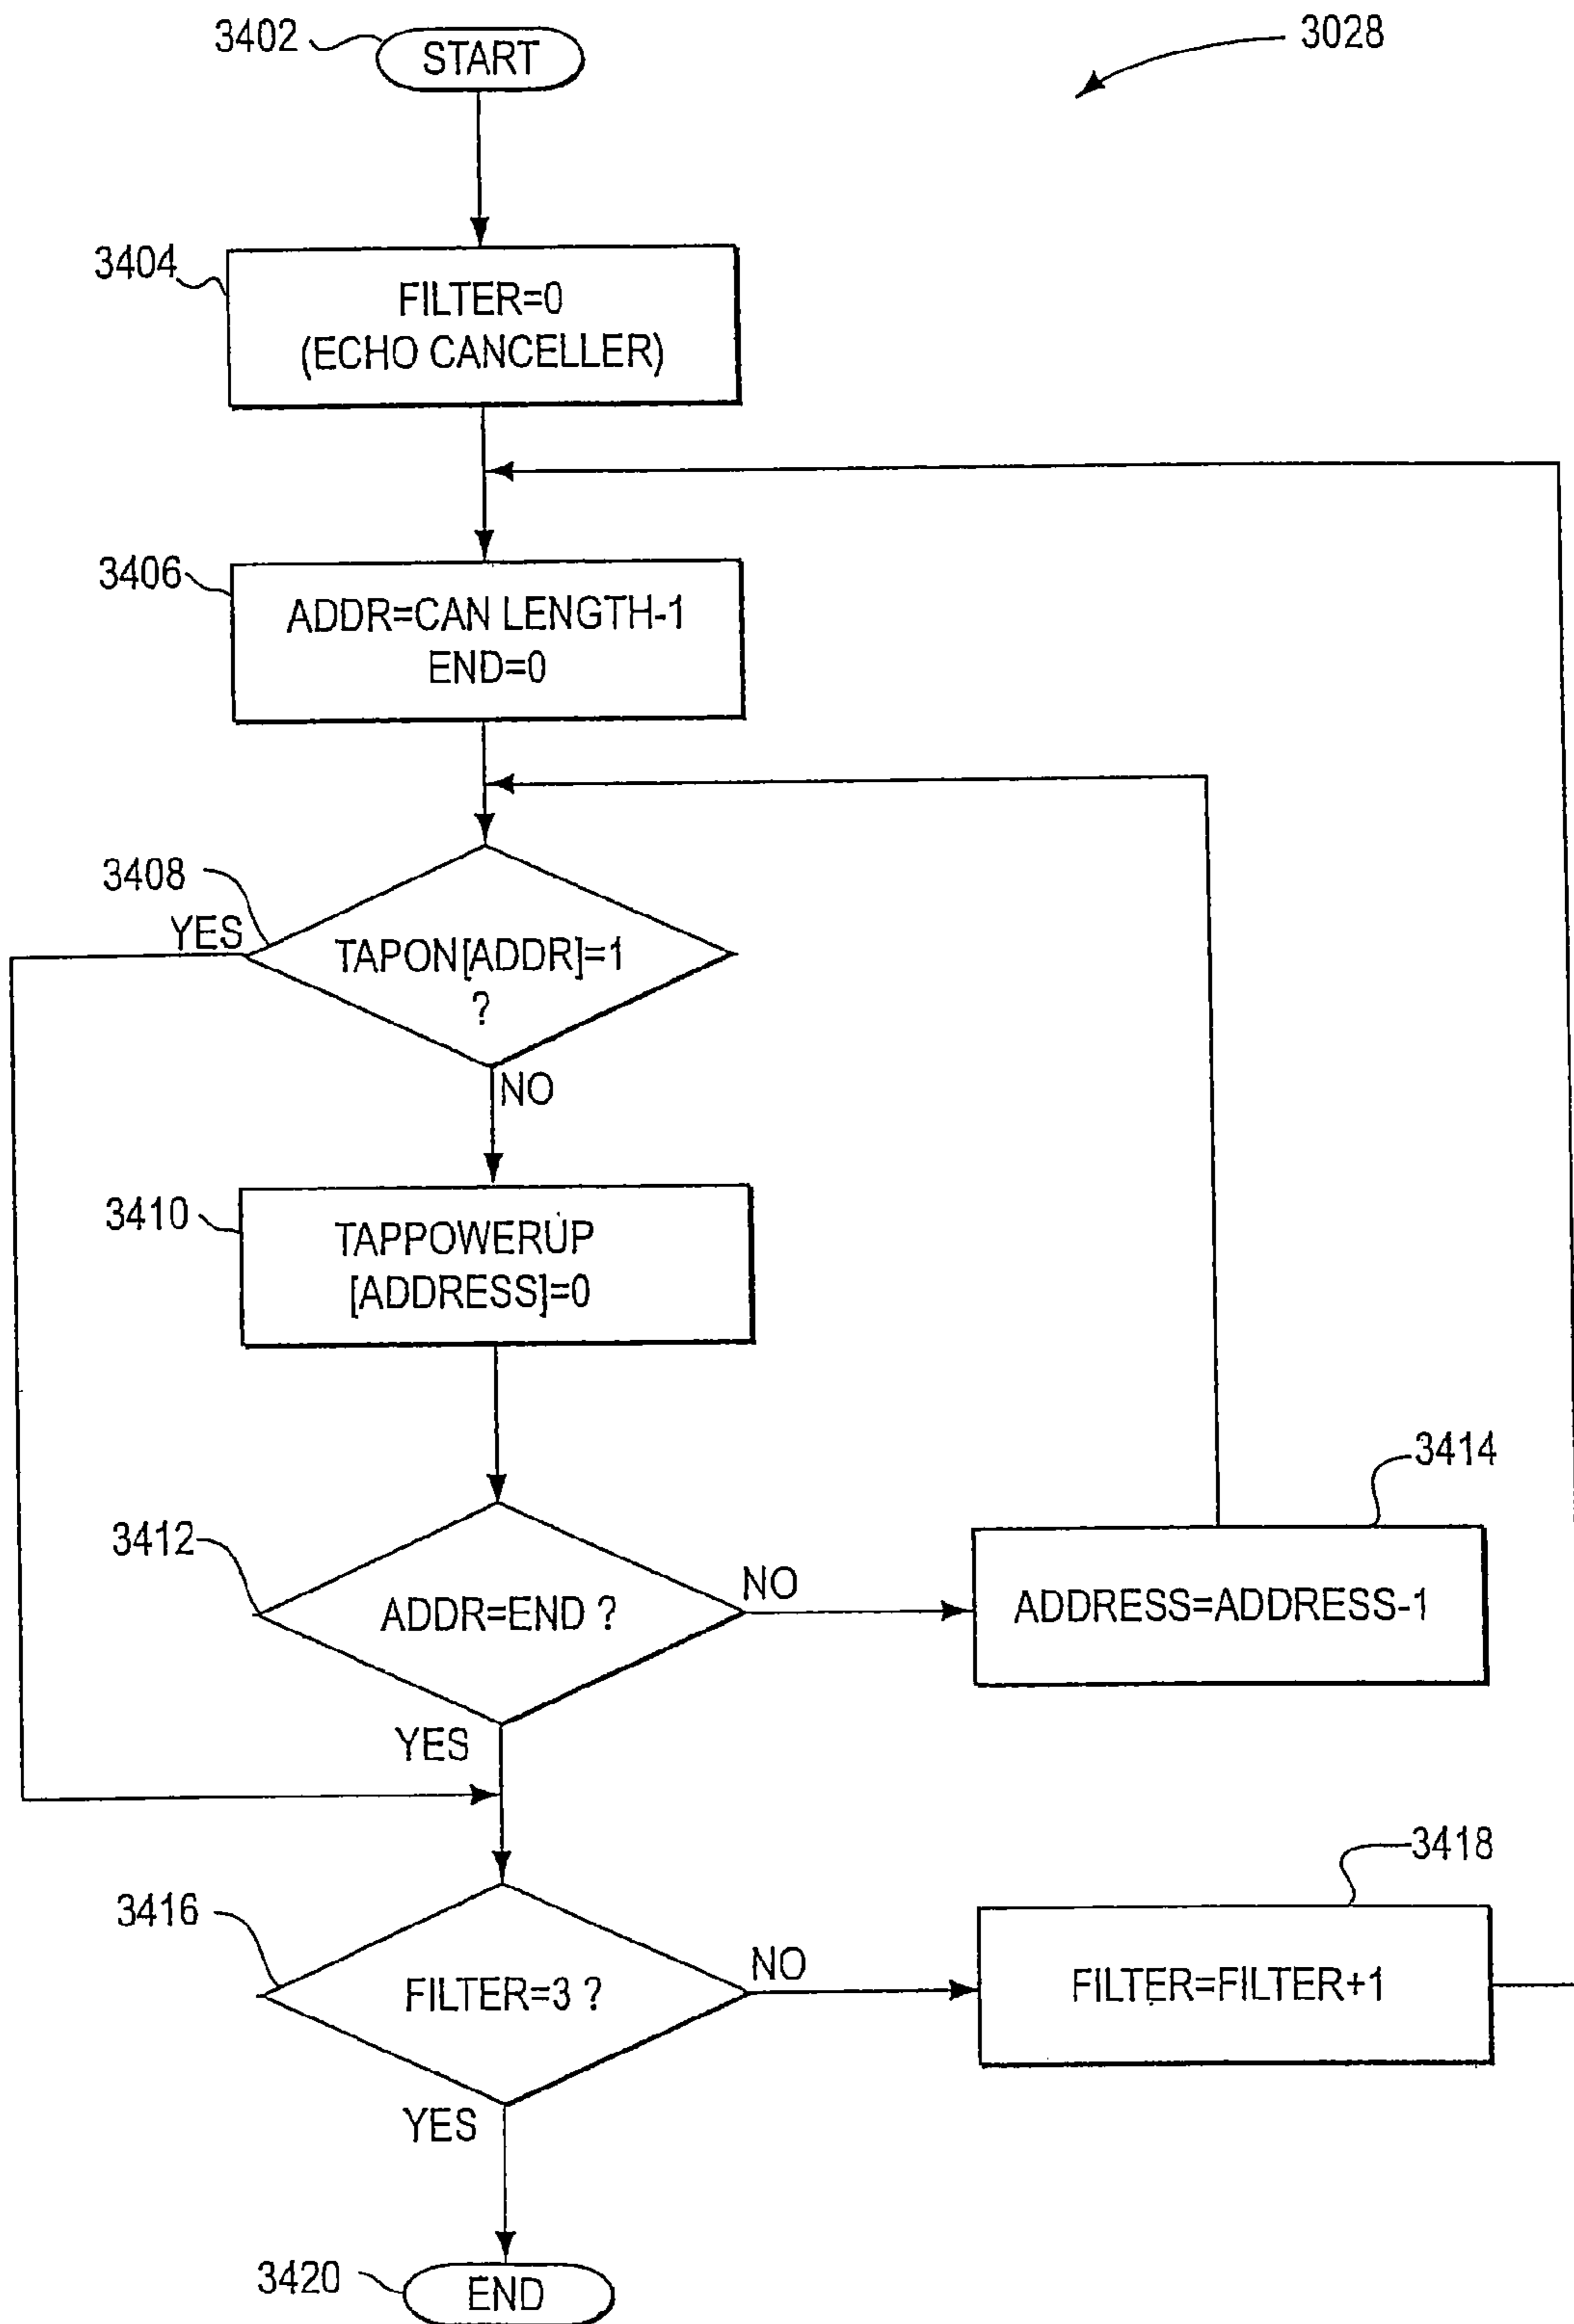 3402
START
3028
3404
FILTER=0
(ECHO CANCELLER)
3406
ADDR=CAN LENGTH-1
END=0
3408
YES
TAPON[ADDR]=1
?
NO
3410
TAPPOWERUP
[ADDRESS]=0
3412
ADDR=END ?
NO
3414
ADDRESS=ADDRESS-1
YES
3416
FILTER=3 ?
NO
3418
FILTER=FILTER+1
YES
3420
END